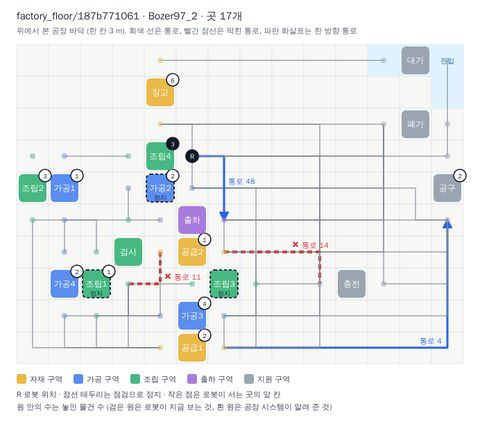 factory_floor/187b771061 · Bozer97_2 · 곳 17개
위에서 본 공장 바닥 (한 칸 3 m). 회색 선은 통로, 빨간 점선은 막힌 통로, 파란 화살표는 한 방향 통로
대기
진입
6
창고
폐기
3
조립4
R
3
조립2
1
가공1
2
가공2
정지
통로 48
2
공구
출하
검사
1
공급2
통로 14
2
가공4
1
조립1
정지
통로 11
조립3
정지
충전
4
가공3
2
공급1
통로 4
자재 구역
가공 구역
조립 구역
출하 구역
지원 구역
R 로봇 위치 · 점선 테두리는 점검으로 정지 · 작은 점은 로봇이 서는 곳의 앞 칸
원 안의 수는 놓인 물건 수 (검은 원은 로봇이 지금 보는 것, 흰 원은 공장 시스템이 알려 준 것)